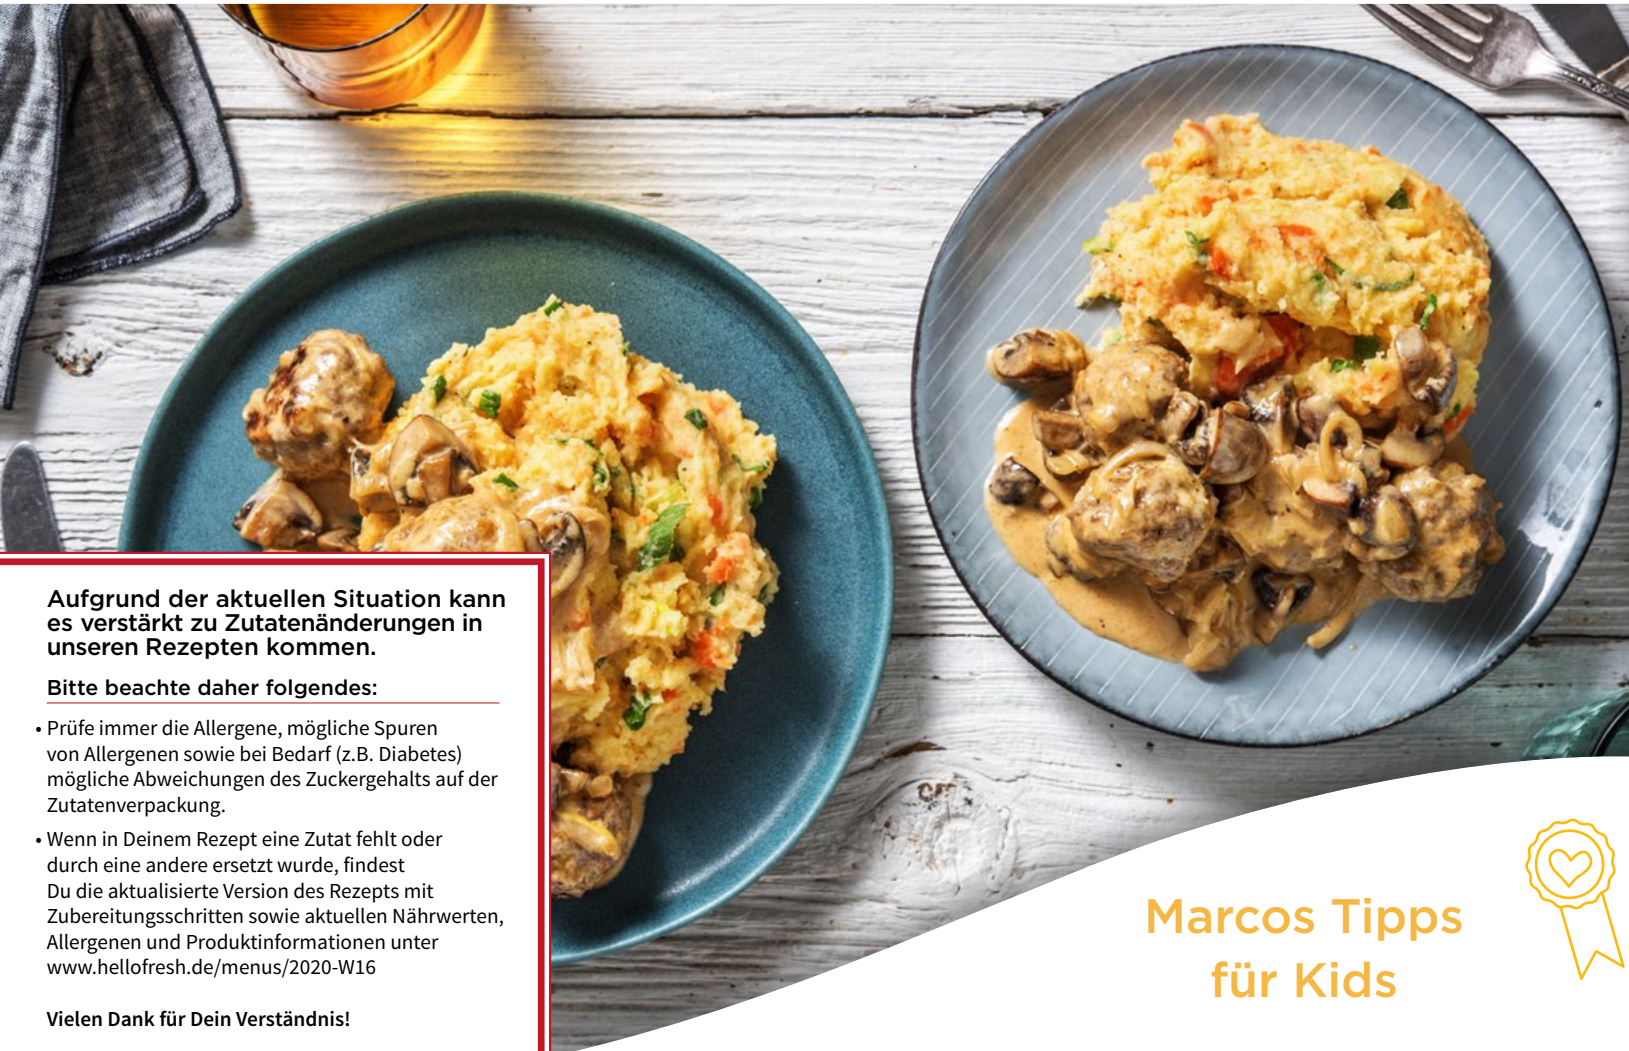 Aufgrund der aktuellen Situation kann
es verstärkt zu Zutatenänderungen in
unseren Rezepten kommen.
Bitte beachte daher folgendes:
• Prüfe immer die Allergene, mögliche Spuren
von Allergenen sowie bei Bedarf (z.B. Diabetes)
mögliche Abweichungen des Zuckergehalts auf der
Zutatenverpackung.
• Wenn in Deinem Rezept eine Zutat fehlt oder
durch eine andere ersetzt wurde, findest
Du die aktualisierte Version des Rezepts mit
Zubereitungsschritten sowie aktuellen Nährwerten,
Allergenen und Produktinformationen unter
www.hellofresh.de/menus/2020-W16
Vielen Dank für Dein Verständnis!
Marcos Tipps
für Kids